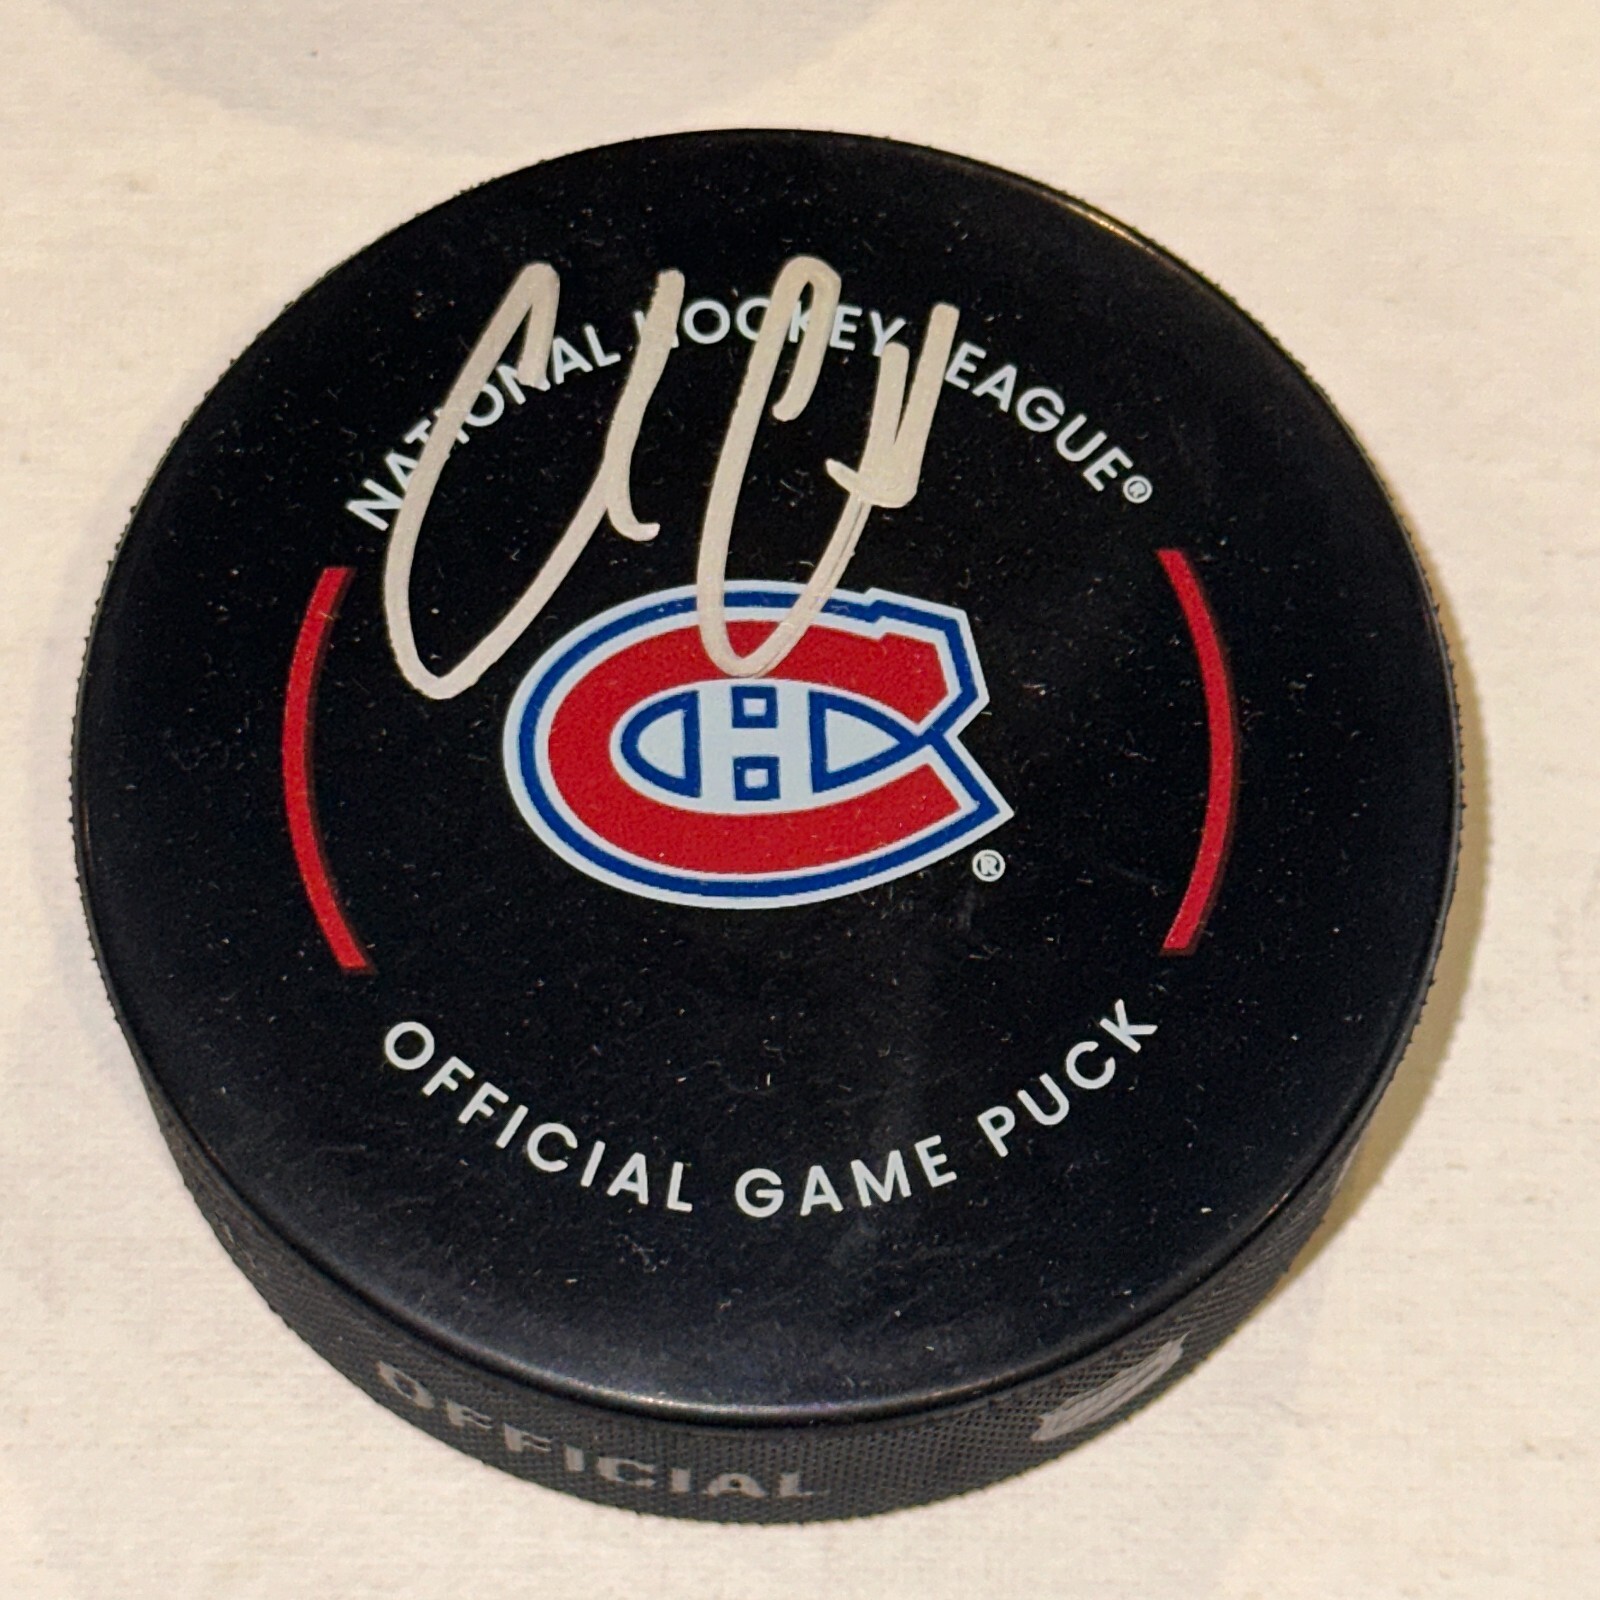 NATIONAL HOCKEY LEAGUE®
®
OFFICIAL GAME PUCK
OFFICIAL